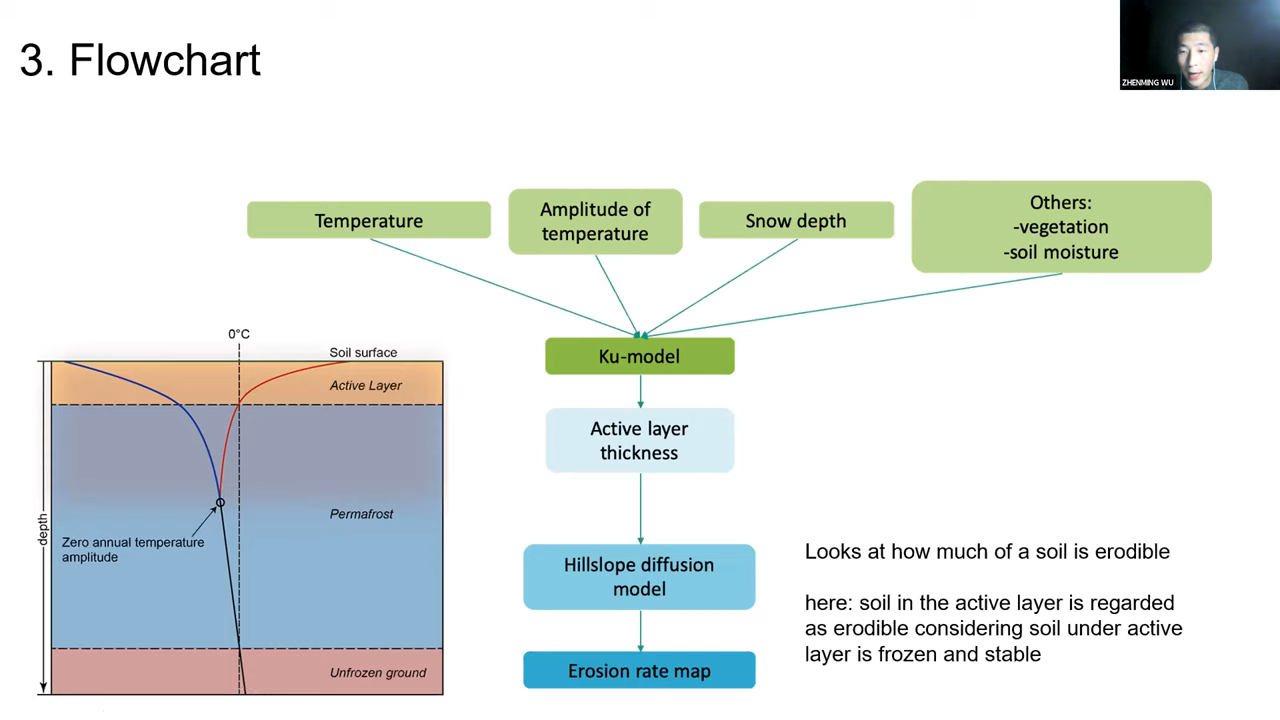 3. Flowchart
ZHENMING WU
Temperature
Amplitude of
temperature
Snow depth
Others:
-vegetation
-soil moisture
Ku-model
Active layer
thickness
Hillslope diffusion
model
Erosion rate map
0°C
Soil surface
Active Layer
Permafrost
Zero annual temperature
amplitude
depth
Unfrozen ground
Looks at how much of a soil is erodible
here: soil in the active layer is regarded
as erodible considering soil under active
layer is frozen and stable